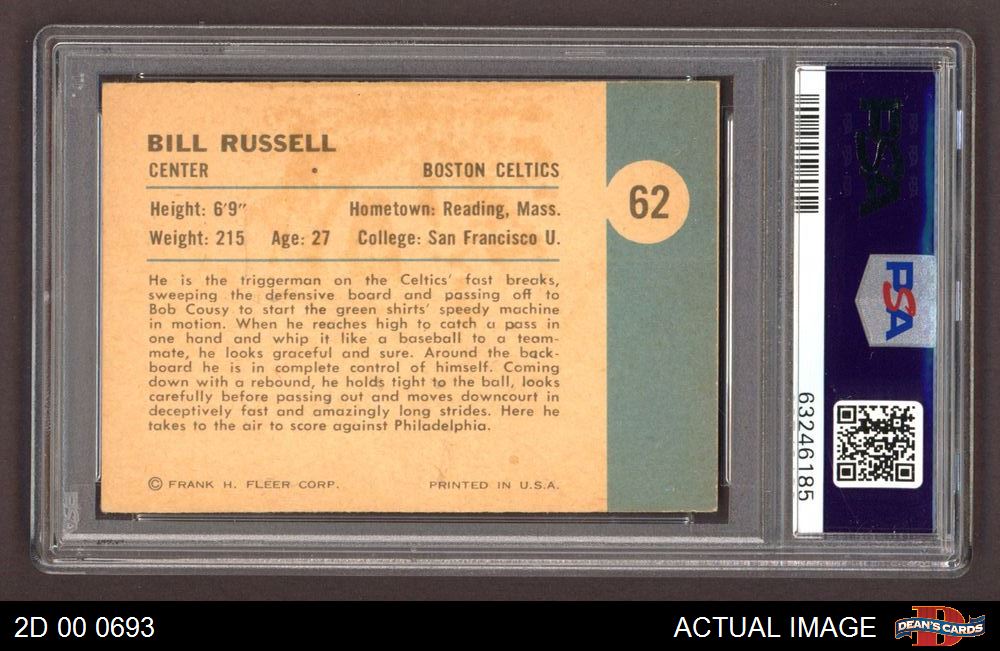 BILL RUSSELL
CENTER • BOSTON CELTICS
Height: 6'9" Hometown: Reading, Mass.
Weight: 215 Age: 27 College: San Francisco U.
62
He is the triggerman on the Celtics' fast breaks,
sweeping the defensive board and passing off to
Bob Cousy to start the green shirts' speedy machine
in motion. When he reaches high to catch a pass in
one hand and whip it like a baseball to a team-
mate, he looks graceful and sure. Around the back-
board he is in complete control of himself. Coming
down with a rebound, he holds tight to the ball, looks
carefully before passing out and moves downcourt in
deceptively fast and amazingly long strides. Here he
takes to the air to score against Philadelphia.
© FRANK H. FLEER CORP. PRINTED IN U.S.A.
PSA
PSA
63246185
2D 00 0693
ACTUAL IMAGE
DEAN'S CARDS